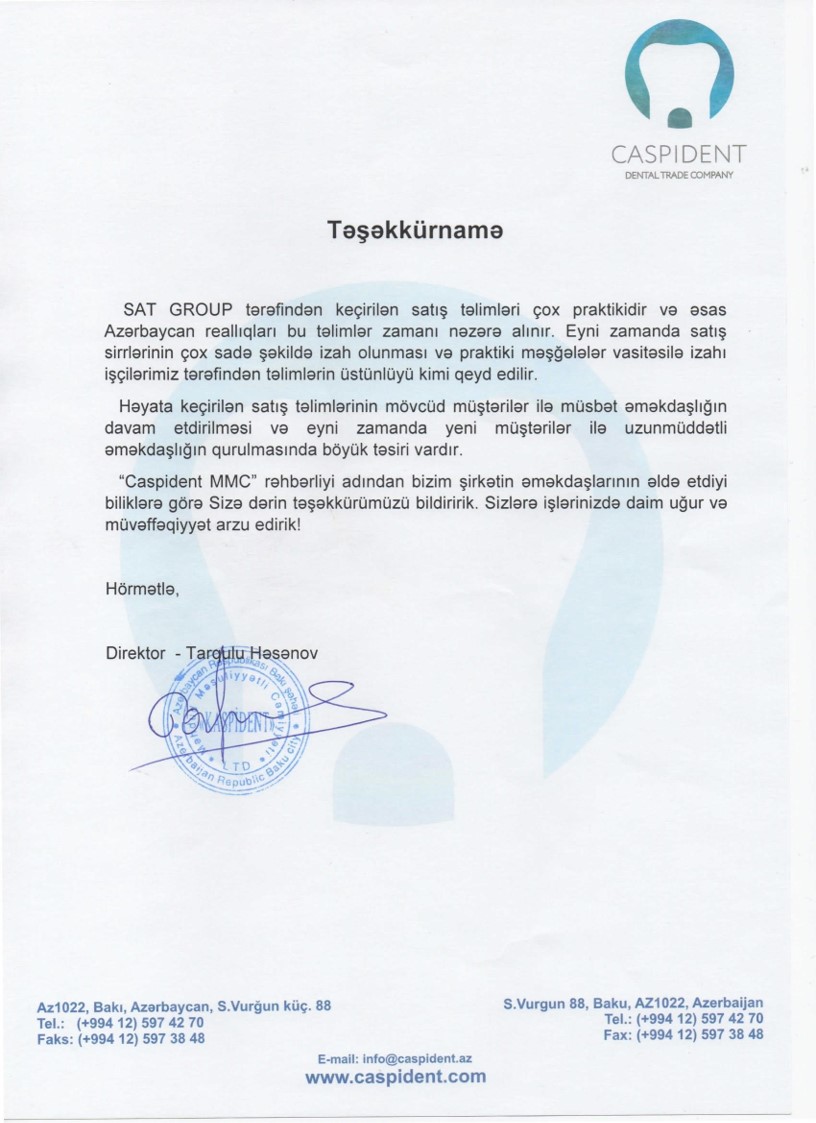 CASPIDENT
DENTAL TRADE COMPANY
Təşəkkürnamə
SAT GROUP tərəfindən keçirilən satış təlimləri çox praktikidir və əsas
Azərbaycan reallıqları bu təlimlər zamanı nəzərə alınır. Eyni zamanda satış
sirrlərinin çox sadə şəkildə izah olunması və praktiki məşğələlər vasitəsilə izahı
işçilərimiz tərəfindən təlimlərin üstünlüyü kimi qeyd edilir.
Həyata keçirilən satış təlimlərinin mövcüd müştərilər ilə müsbət əməkdaşlığın
davam etdirilməsi və eyni zamanda yeni müştərilər ilə uzunmüddətli
əməkdaşlığın qurulmasında böyük təsiri vardır.
“Caspident MMC” rəhbərliyi adından bizim şirkətin əməkdaşlarının əldə etdiyi
biliklərə görə Sizə dərin təşəkkürümüzü bildiririk. Sizlərə işlərinizdə daim uğur və
müvəffəqiyyət arzu edirik!
Hörmətlə,
Direktor - Tarqulu Həsənov
Azərbaycan Respublikası Bakı şəhəri
Məsuliyyətli Cəmiyyəti
KASPİDENT
LTD
Azerbaijan Republic Baku city
Az1022, Bakı, Azərbaycan, S.Vurğun küç. 88
Tel.: (+994 12) 597 42 70
Faks: (+994 12) 597 38 48
S.Vurgun 88, Baku, AZ1022, Azerbaijan
Tel.: (+994 12) 597 42 70
Fax: (+994 12) 597 38 48
E-mail: info@caspident.az
www.caspident.com